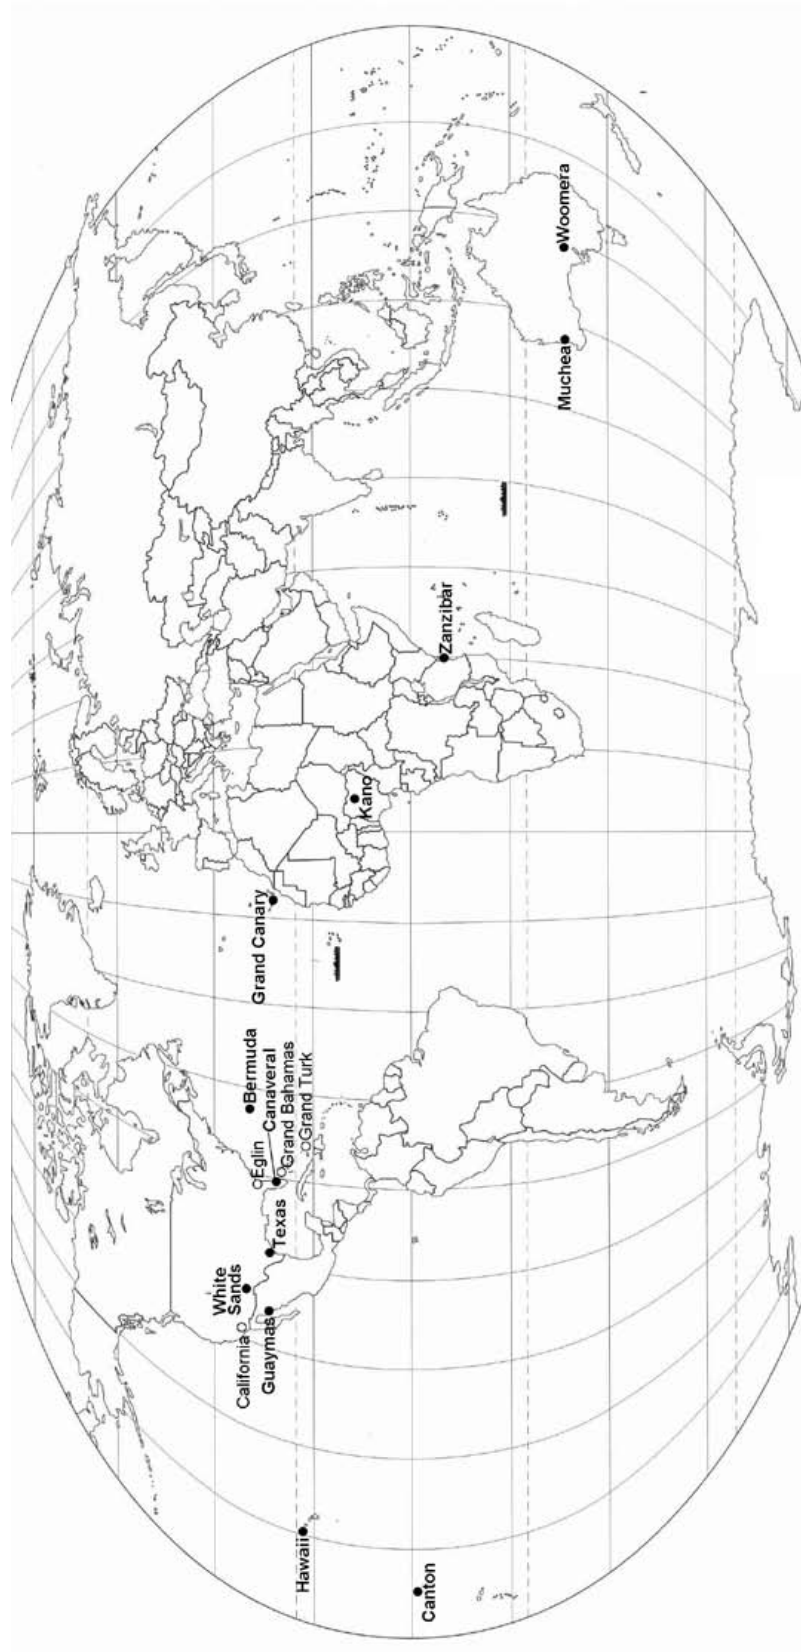 White
Sands
California
Guaymas
Texas
Eglin
Canaveral
Grand Bahamas
Grand Turk
Bermuda
Grand Canary
Kano
Zanzibar
Muchea
Woomera
Hawaii
Canton